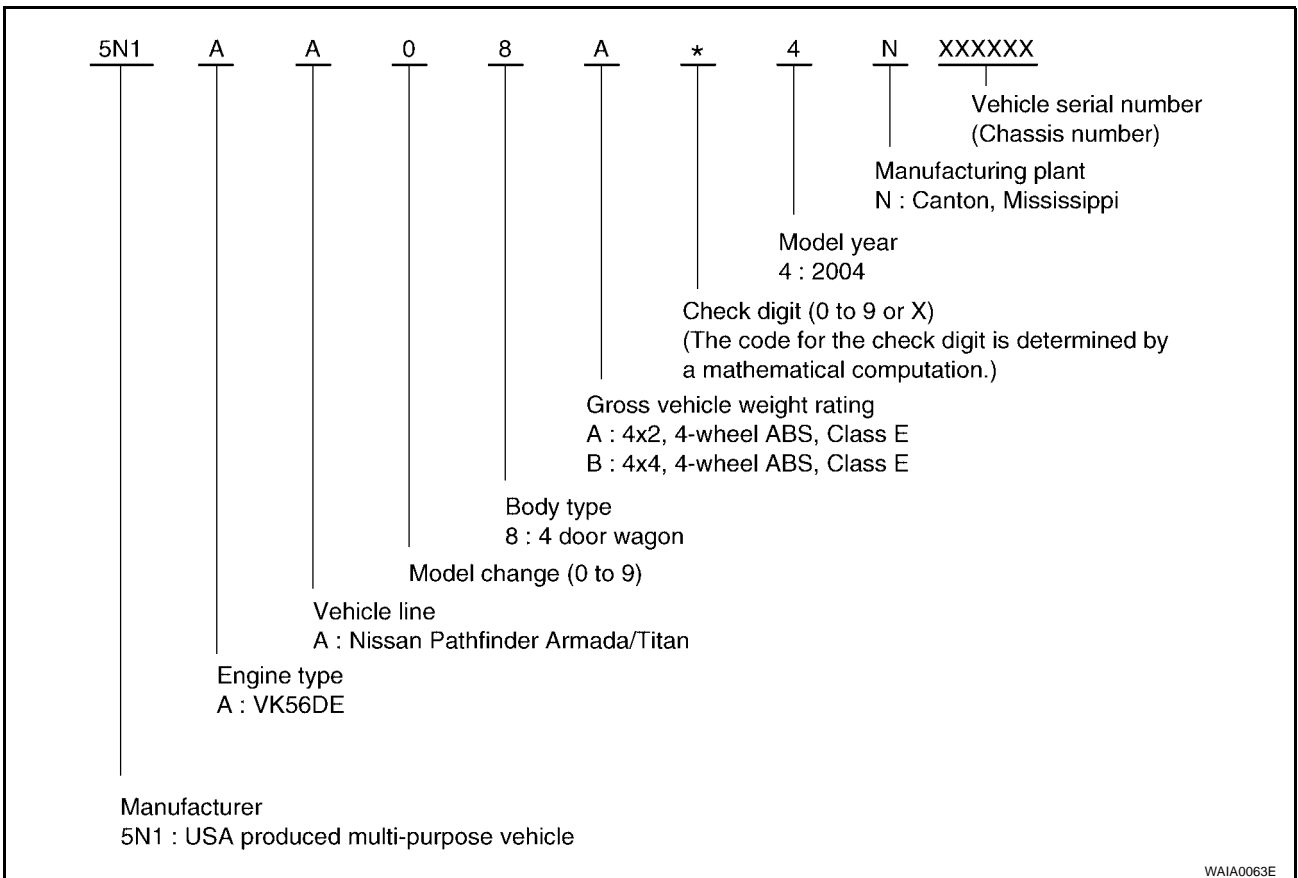 5N1 A A 0 8 A * 4 N XXXXXX
Vehicle serial number
(Chassis number)
Manufacturing plant
N : Canton, Mississippi
Model year
4 : 2004
Check digit (0 to 9 or X)
(The code for the check digit is determined by
a mathematical computation.)
Gross vehicle weight rating
A : 4x2, 4-wheel ABS, Class E
B : 4x4, 4-wheel ABS, Class E
Body type
8 : 4 door wagon
Model change (0 to 9)
Vehicle line
A : Nissan Pathfinder Armada/Titan
Engine type
A : VK56DE
Manufacturer
5N1 : USA produced multi-purpose vehicle
WAIA0063E